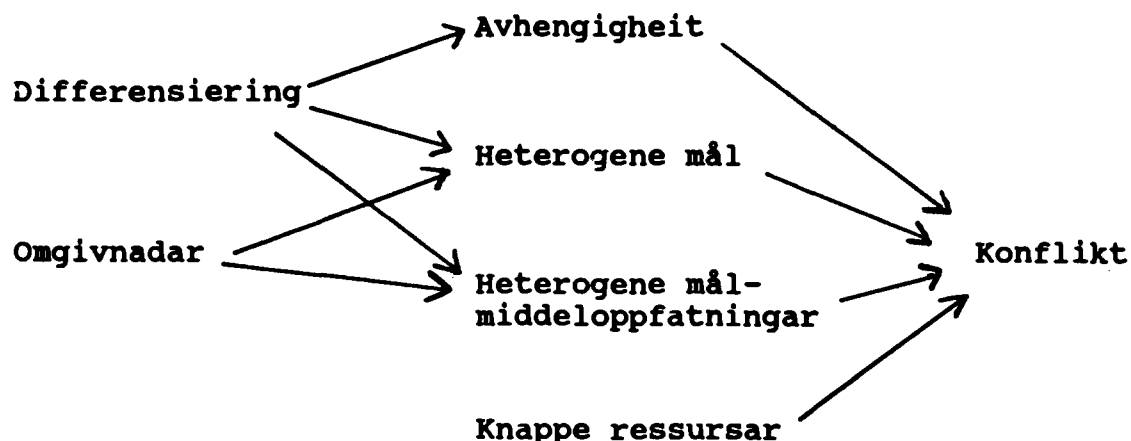 Avhengigheit
Differensiering
Heterogene mål
Omgivnadar
Konflikt
Heterogene mål-
middeloppfatningar
Knappe ressursar